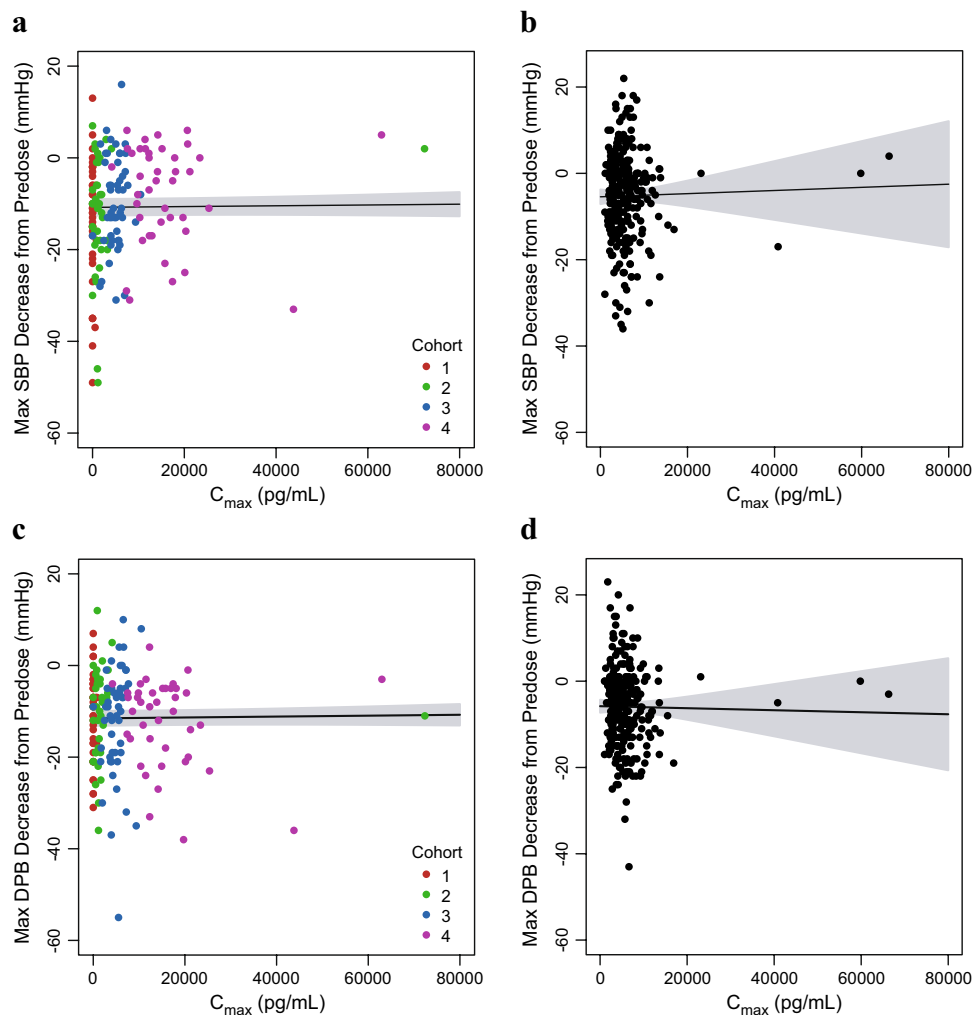 a
Max SBP Decrease from Predose (mmHg)
20
0
-20
-40
-60
Cohort
1
2
3
4
0 20000 40000 60000 80000
Cmax (pg/mL)
b
Max SBP Decrease from Predose (mmHg)
20
0
-20
-40
-60
0 20000 40000 60000 80000
Cmax (pg/mL)
c
Max DPB Decrease from Predose (mmHg)
20
0
-20
-40
-60
Cohort
1
2
3
4
0 20000 40000 60000 80000
Cmax (pg/mL)
d
Max DPB Decrease from Predose (mmHg)
20
0
-20
-40
-60
0 20000 40000 60000 80000
Cmax (pg/mL)